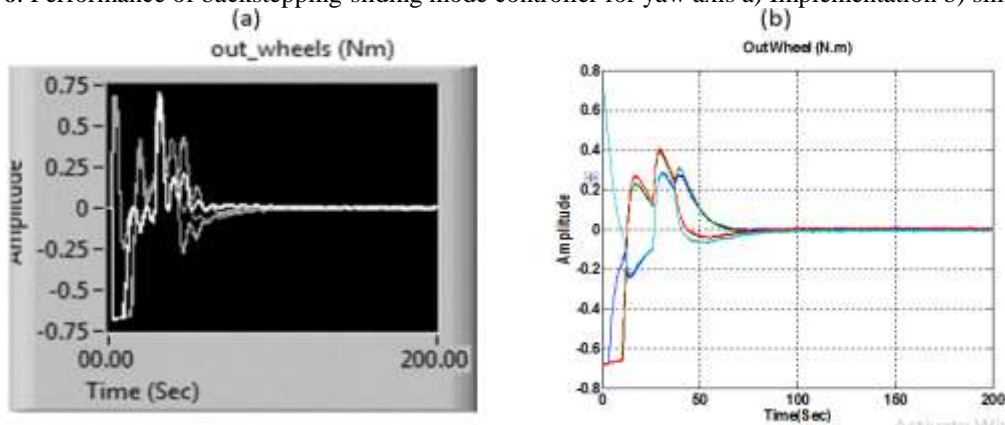 Performance of backstepping-sliding mode controller for yaw axis a) Implementation b)
(a)
out_wheels (Nm)
0.75
0.5
0.25
0
-0.25
-0.5
-0.75
Amplitude
00.00
200.00
Time (Sec)
(b)
OutWheel (N.m)
0.8
0.6
0.4
0.2
0
-0.2
-0.4
-0.6
-0.8
Amplitude
0
50
100
150
200
Time(Sec)